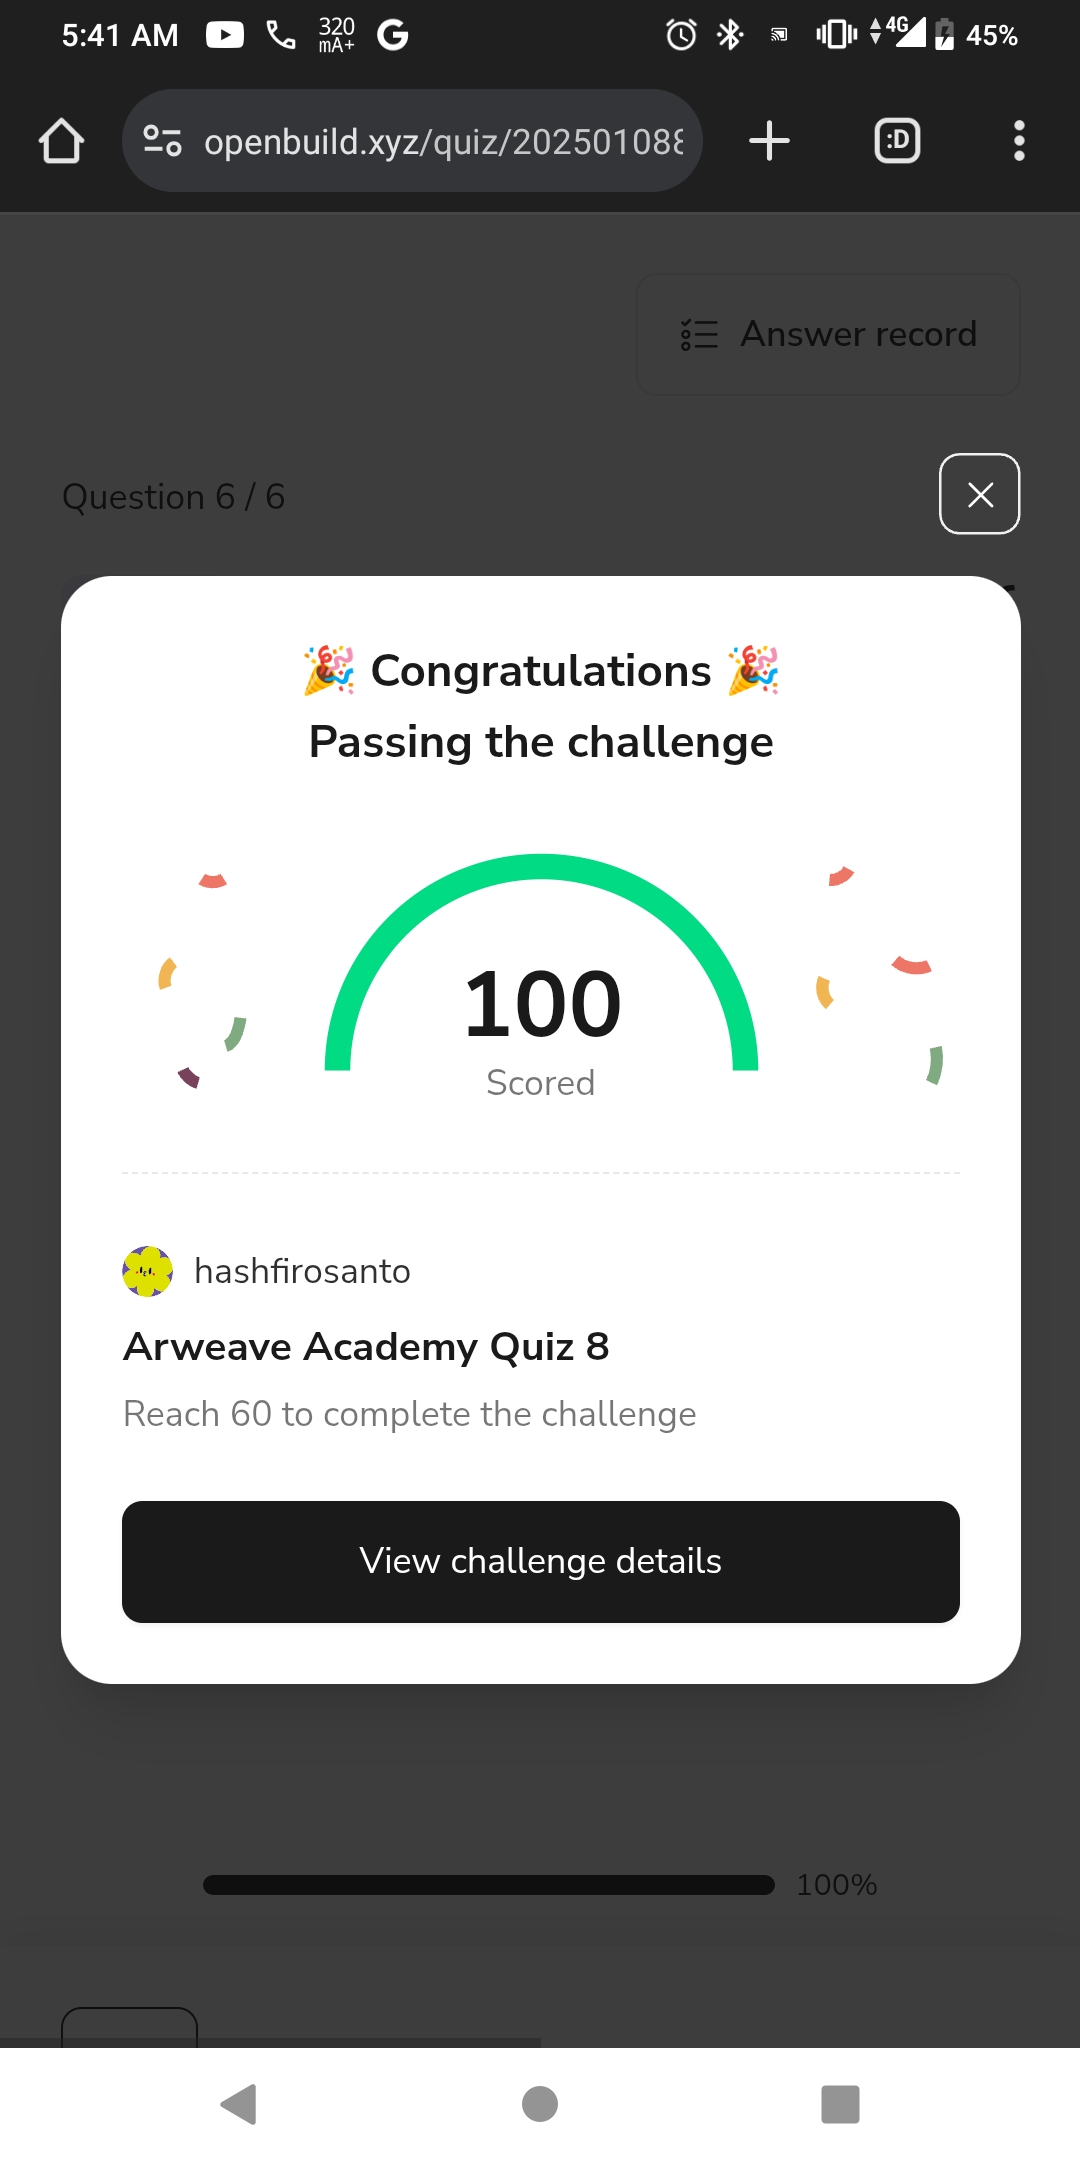 5:41 AM
320
mA+
4G
45%
openbuild.xyz/quiz/20250108
:D
Answer record
Question 6 / 6
🎉 Congratulations 🎉
Passing the challenge
100
Scored
hashfirosanto
Arweave Academy Quiz 8
Reach 60 to complete the challenge
View challenge details
100%